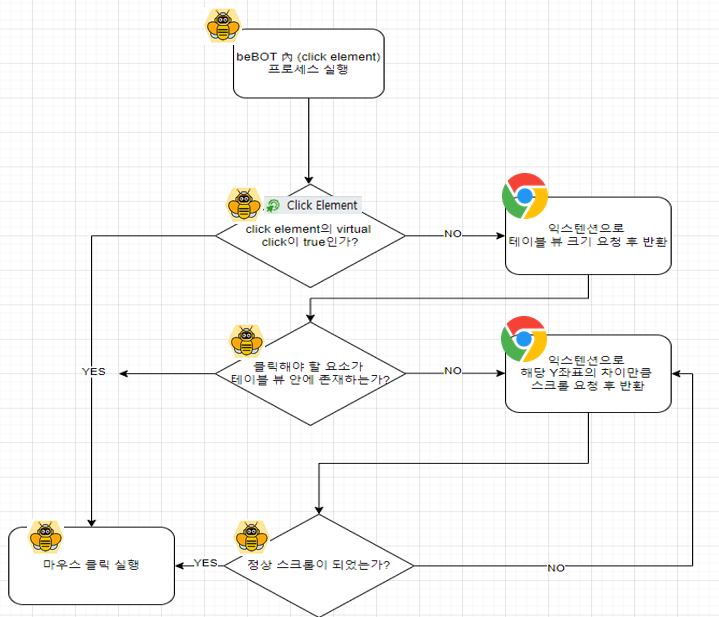 beBOT 內 (click element)
프로세스 실행
Click Element
click element의 virtual
click이 true인가?
NO
익스텐션으로
테이블 뷰 크기 요청 후 반환
클릭해야 할 요소가
테이블 뷰 안에 존재하는가?
YES
NO
익스텐션으로
해당 Y좌표의 차이만큼
스크롤 요청 후 반환
마우스 클릭 실행
YES
정상 스크롤이 되었는가?
NO